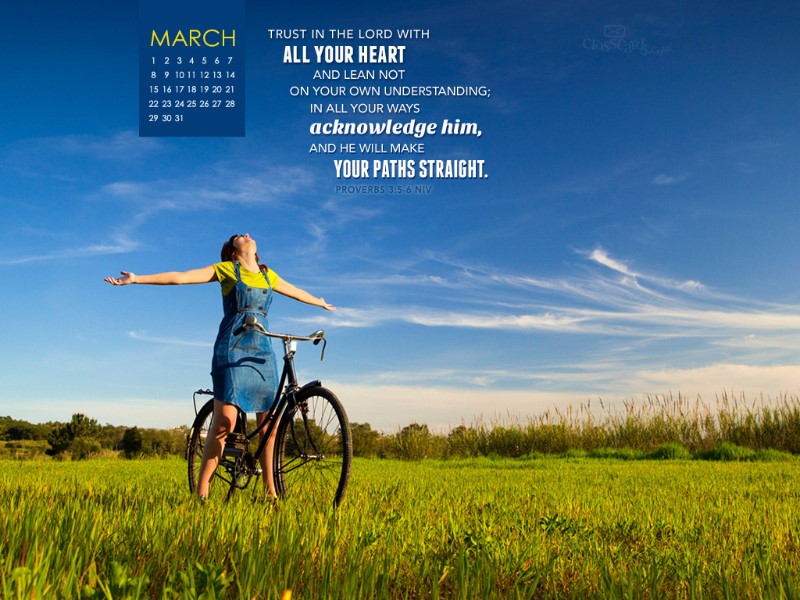 MARCH
1 2 3 4 5 6 7
8 9 10 11 12 13 14
15 16 17 18 19 20 21
22 23 24 25 26 27 28
29 30 31
TRUST IN THE LORD WITH
ALL YOUR HEART
AND LEAN NOT
ON YOUR OWN UNDERSTANDING;
IN ALL YOUR WAYS
acknowledge him,
AND HE WILL MAKE
YOUR PATHS STRAIGHT.
PROVERBS 3:5-6 NIV